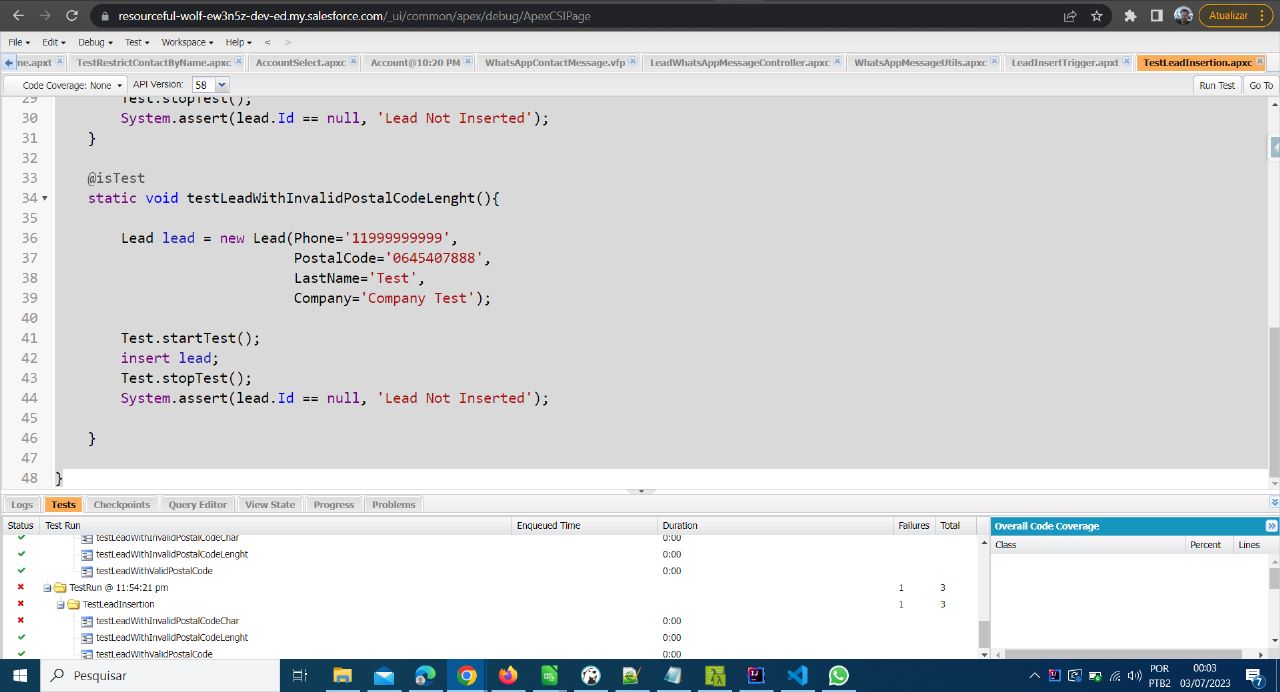 resourceful-wolf-ew3n5z-dev-ed.my.salesforce.com/_ui/common/apex/debug/ApexCSIPage
Atualizar
File Edit Debug Test Workspace Help < >
ne.apxt TestRestrictContactByName.apxc AccountSelect.apxc Account@10:20 PM WhatsAppContactMessage.vfp LeadWhatsAppMessageController.apxc WhatsAppMessageUtils.apxc LeadInsertTrigger.apxt TestLeadInsertion.apxc
Code Coverage: None API Version: 58 Run Test Go To
29 Test.stopTest();
30 System.assert(lead.Id == null, 'Lead Not Inserted');
31 }
32
33 @isTest
34 static void testLeadWithInvalidPostalCodeLenght(){
35
36 Lead lead = new Lead(Phone='11999999999',
37 PostalCode='0645407888',
38 LastName='Test',
39 Company='Company Test');
40
41 Test.startTest();
42 insert lead;
43 Test.stopTest();
44 System.assert(lead.Id == null, 'Lead Not Inserted');
45
46 }
47
48 }
Logs Tests Checkpoints Query Editor View State Progress Problems
Status Test Run Enqueued Time Duration Failures Total
testLeadWithInvalidPostalCodeChar 0:00
testLeadWithInvalidPostalCodeLenght 0:00
testLeadWithValidPostalCode 0:00
TestRun @ 11:54:21 pm 1 3
TestLeadInsertion 1 3
testLeadWithInvalidPostalCodeChar 0:00
testLeadWithInvalidPostalCodeLenght 0:00
testLeadWithValidPostalCode 0:00
Overall Code Coverage
Class Percent Lines
Pesquisar
POR
PTB2
00:03
03/07/2023
7